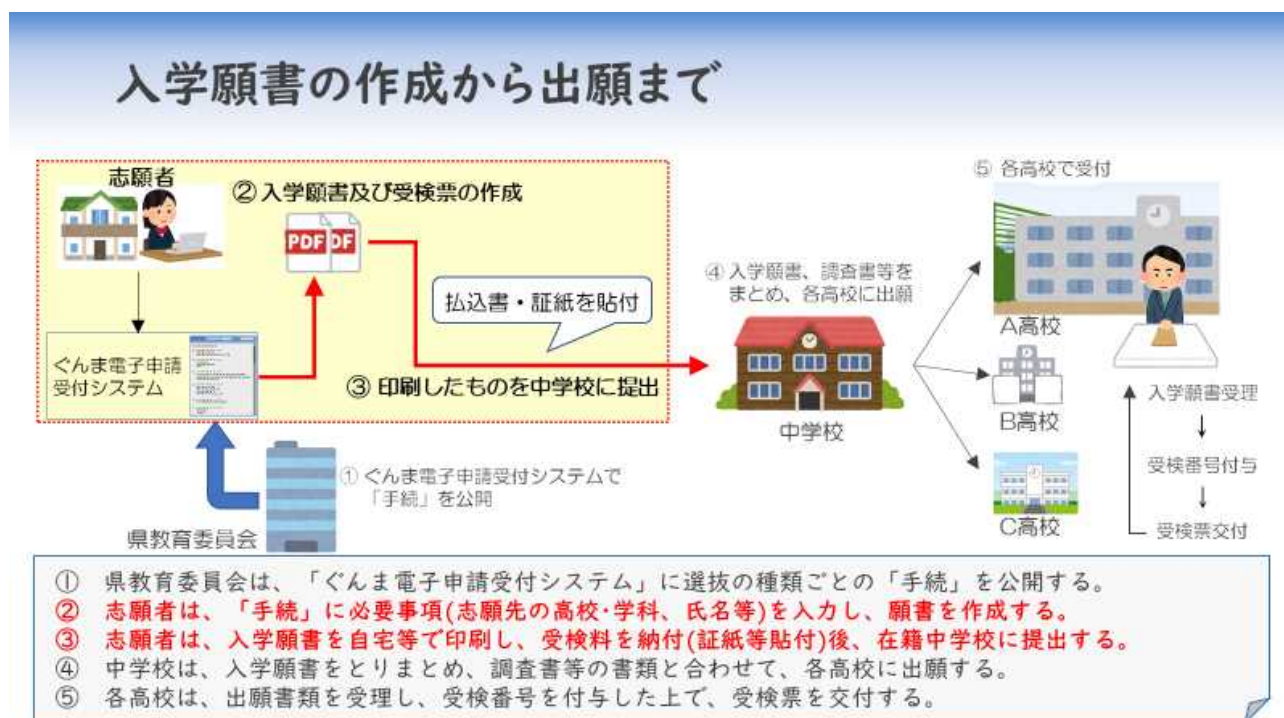 入学願書の作成から出願まで
志願者
② 入学願書及び受検票の作成
PDF
DF
払込書・証紙を貼付
ぐんま電子申請
受付システム
③ 印刷したものを中学校に提出
① ぐんま電子申請受付システムで
「手続」を公開
県教育委員会
④ 入学願書、調査書等を
まとめ、各高校に出願
中学校
⑤ 各高校で受付
A高校
B高校
C高校
入学願書受理
↓
受検番号付与
↓
受検票交付
① 県教育委員会は、「ぐんま電子申請受付システム」に選抜の種類ごとの「手続」を公開する。
② 志願者は、「手続」に必要事項(志願先の高校・学科、氏名等)を入力し、願書を作成する。
③ 志願者は、入学願書を自宅等で印刷し、受検料を納付(証紙等貼付)後、在籍中学校に提出する。
④ 中学校は、入学願書をとりまとめ、調査書等の書類と合わせて、各高校に出願する。
⑤ 各高校は、出願書類を受理し、受検番号を付与した上で、受検票を交付する。